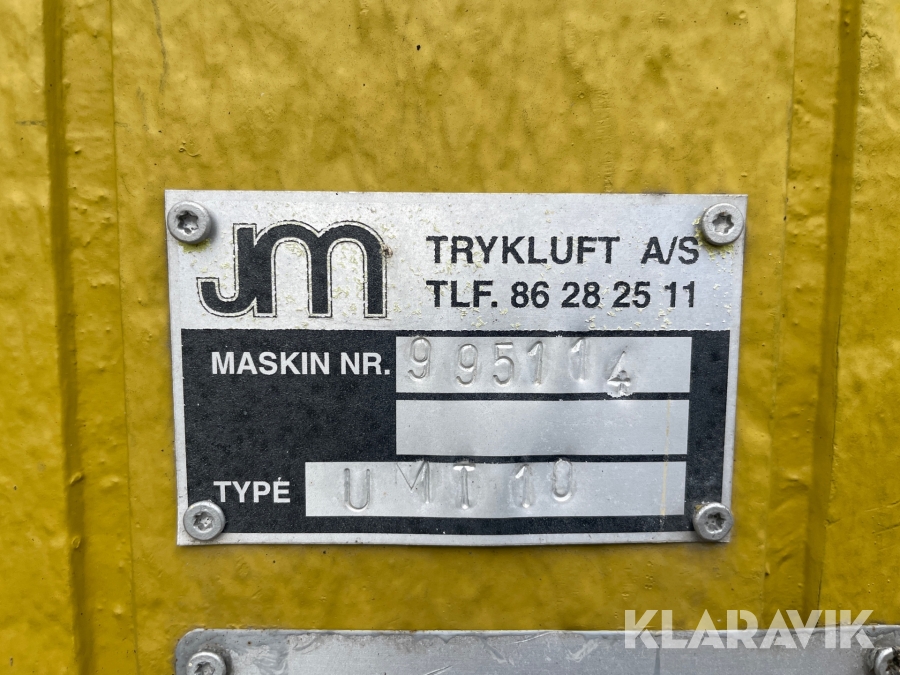 JM
TRYKLUFT A/S
TLF. 86 28 25 11
MASKIN NR. 995114
TYPE UMT 10
KLARAVIK